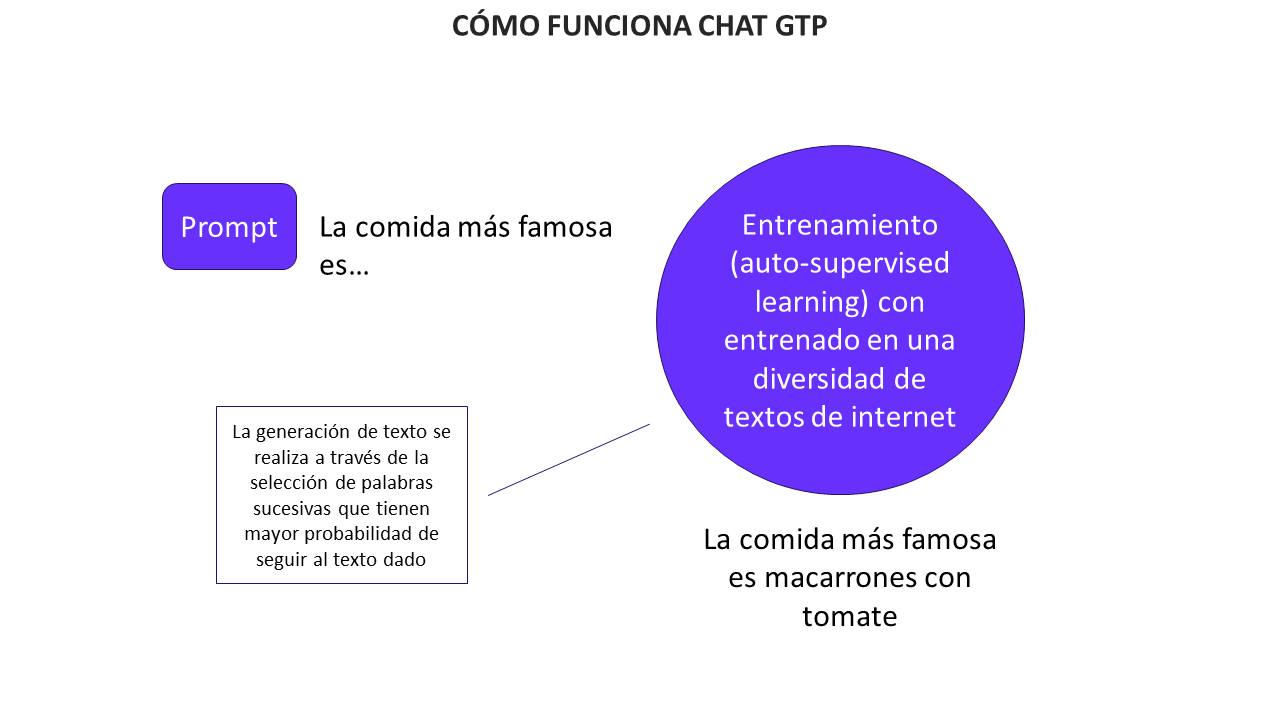 CÓMO FUNCIONA CHAT GTP
Prompt
La comida más famosa
es...
Entrenamiento
(auto-supervised
learning) con
entrenado en una
diversidad de
textos de internet
La generación de texto se
realiza a través de la
selección de palabras
sucesivas que tienen
mayor probabilidad de
seguir al texto dado
La comida más famosa
es macarrones con
tomate